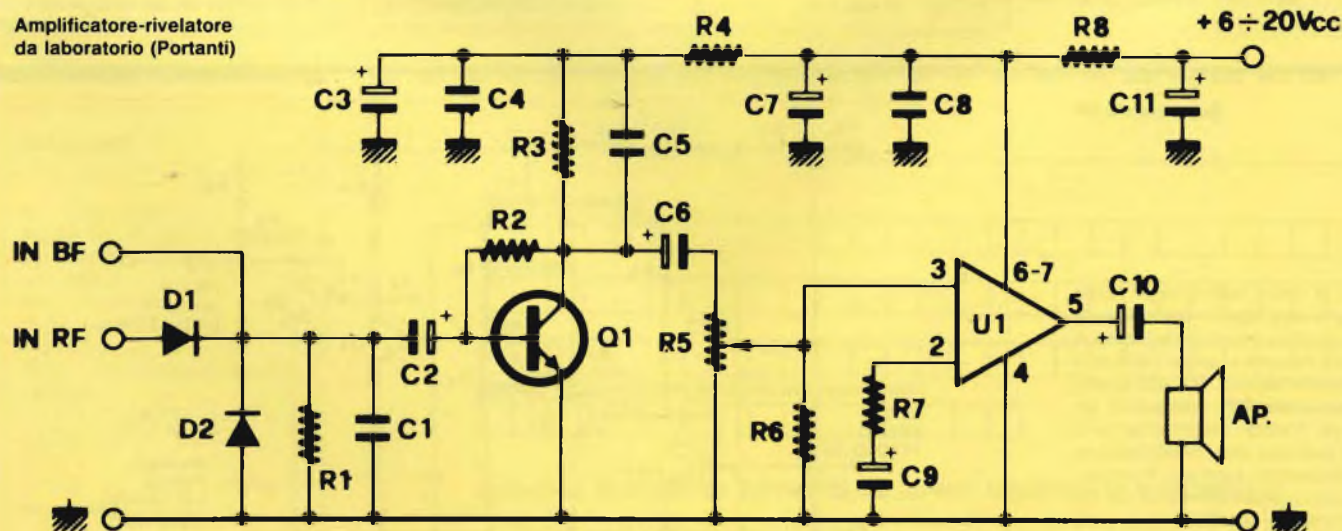 Amplificatore-rivelatore
da laboratorio (Portanti)
R4
R8
+ 6 ÷ 20Vcc
+
C3
C4
R3
C5
+
C7
C8
+
C11
R2
C6
+
IN BF
D1
IN RF
C2
+
Q1
R5
3
6-7
U1
5
C10
+
2
4
D2
R1
C1
R6
R7
+
C9
AP.